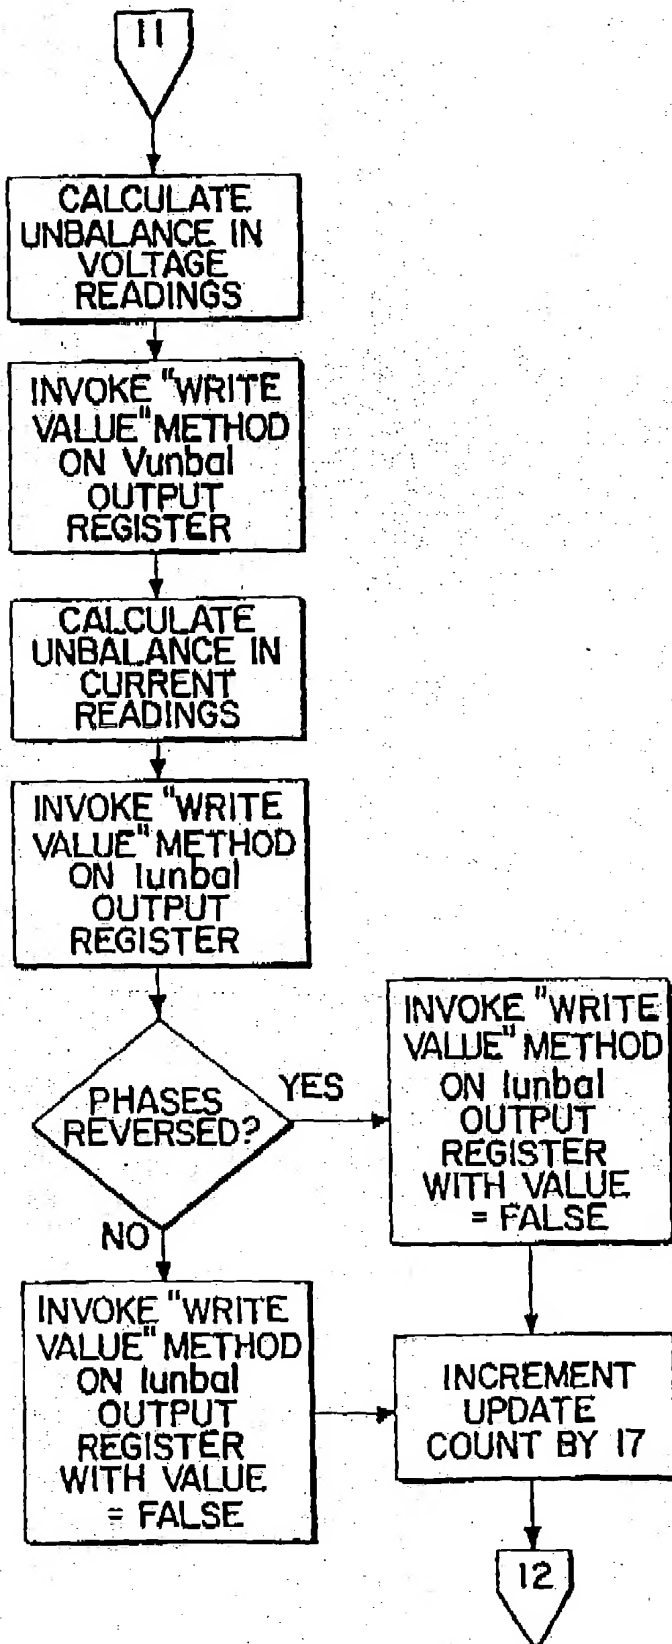 11
CALCULATE
UNBALANCE IN
VOLTAGE
READINGS
INVOKE "WRITE
VALUE" METHOD
ON Vunbal
OUTPUT
REGISTER
CALCULATE
UNBALANCE IN
CURRENT
READINGS
INVOKE "WRITE
VALUE" METHOD
ON Iunbal
OUTPUT
REGISTER
PHASES
REVERSED?
YES
INVOKE "WRITE
VALUE" METHOD
ON Iunbal
OUTPUT
REGISTER
WITH VALUE
= FALSE
NO
INVOKE "WRITE
VALUE" METHOD
ON Iunbal
OUTPUT
REGISTER
WITH VALUE
= FALSE
INCREMENT
UPDATE
COUNT BY 17
12